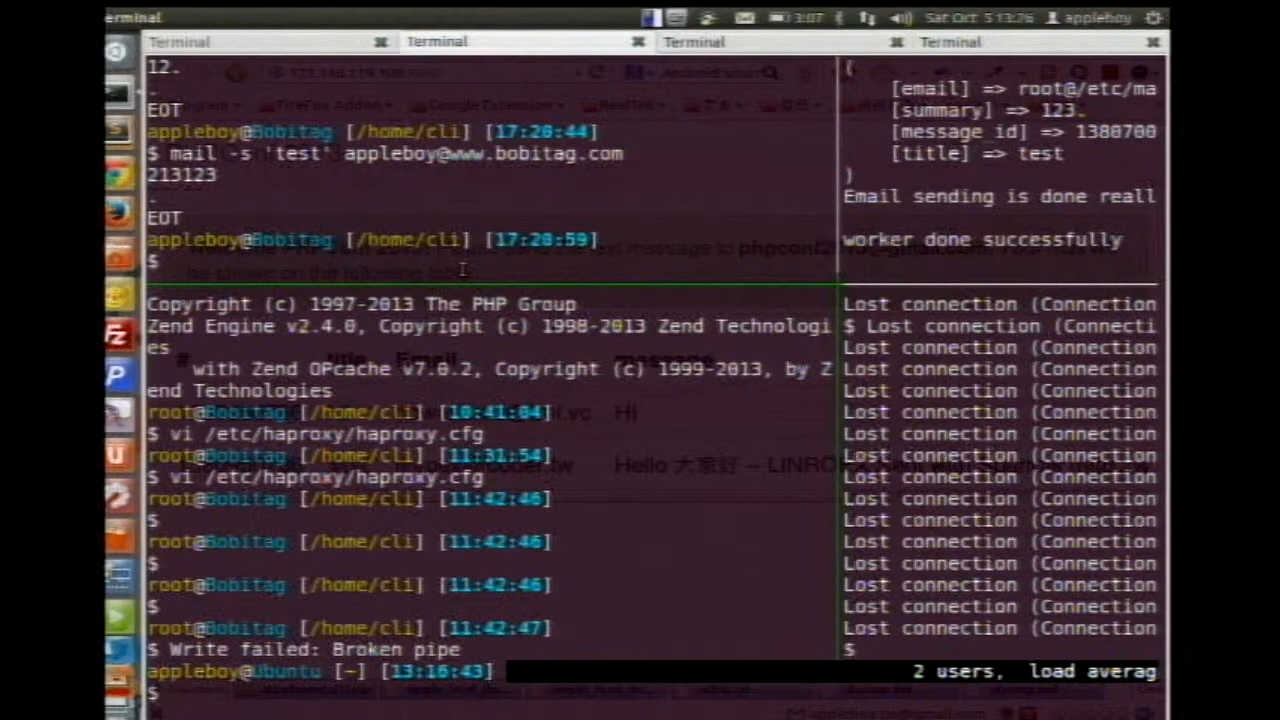 erminal
3:07
Sat Oct 5 13:26
appleboy
Terminal
Terminal
Terminal
Terminal
12.
.
EOT
appleboy@Bobitag [/home/cli] [17:20:44]
$ mail -s 'test' appleboy@www.bobitag.com
213123
.
EOT
appleboy@Bobitag [/home/cli] [17:20:59]
$
(
[email] => root@/etc/ma
[summary] => 123.
[message_id] => 1380700
[title] => test
)
Email sending is done reall
worker done successfully
Copyright (c) 1997-2013 The PHP Group
Zend Engine v2.4.0, Copyright (c) 1998-2013 Zend Technologi
es
with Zend OPcache v7.0.2, Copyright (c) 1999-2013, by Z
end Technologies
root@Bobitag [/home/cli] [10:41:04]
$ vi /etc/haproxy/haproxy.cfg
root@Bobitag [/home/cli] [11:31:54]
$ vi /etc/haproxy/haproxy.cfg
root@Bobitag [/home/cli] [11:42:46]
$
root@Bobitag [/home/cli] [11:42:46]
$
root@Bobitag [/home/cli] [11:42:46]
$
root@Bobitag [/home/cli] [11:42:47]
$ Write failed: Broken pipe
appleboy@Ubuntu [~] [13:16:43]
$
Lost connection (Connection
$ Lost connection (Connecti
Lost connection (Connection
Lost connection (Connection
Lost connection (Connection
Lost connection (Connection
Lost connection (Connection
Lost connection (Connection
Lost connection (Connection
Lost connection (Connection
Lost connection (Connection
Lost connection (Connection
Lost connection (Connection
Lost connection (Connection
Lost connection (Connection
Lost connection (Connection
$
2 users, load averag
Hi
Hello 大家好